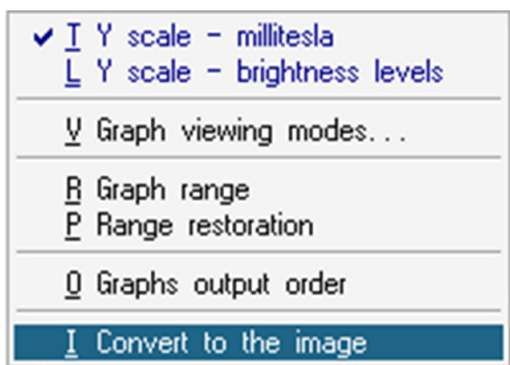 ✔ T Y scale - millitesla
L Y scale - brightness levels
V Graph viewing modes...
R Graph range
P Range restoration
O Graphs output order
I Convert to the image